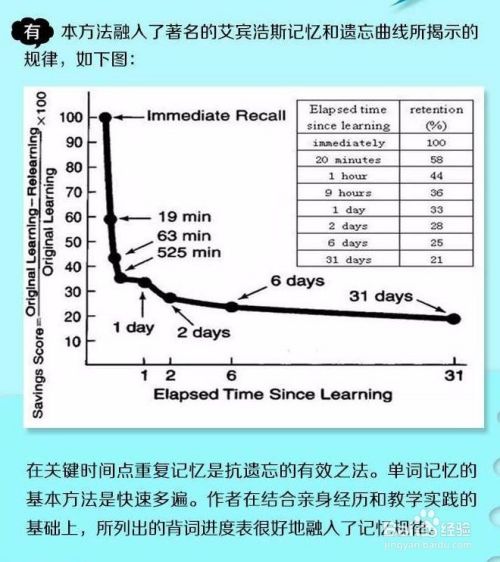 有 本方法融入了著名的艾宾浩斯记忆和遗忘曲线所揭示的
规律，如下图：
Savings Score=
Original Learning–Relearning
Original Learning
×100
100
90
80
70
60
50
40
30
20
10
Immediate Recall
19 min
63 min
525 min
1 day
2 days
6 days
31 days
1 2 6 31
Elapsed Time Since Learning
Elapsed time since learning retention (%)
immediately 100
20 minutes 58
1 hour 44
9 hours 36
1 day 33
2 days 28
6 days 25
31 days 21
在关键时间点重复记忆是抗遗忘的有效之法。单词记忆的
基本方法是快速多遍。作者在结合亲身经历和教学实践的
基础上，所列出的背词进度表很好地融入了记忆规律。
Baidu经验
jingyan.baidu.com